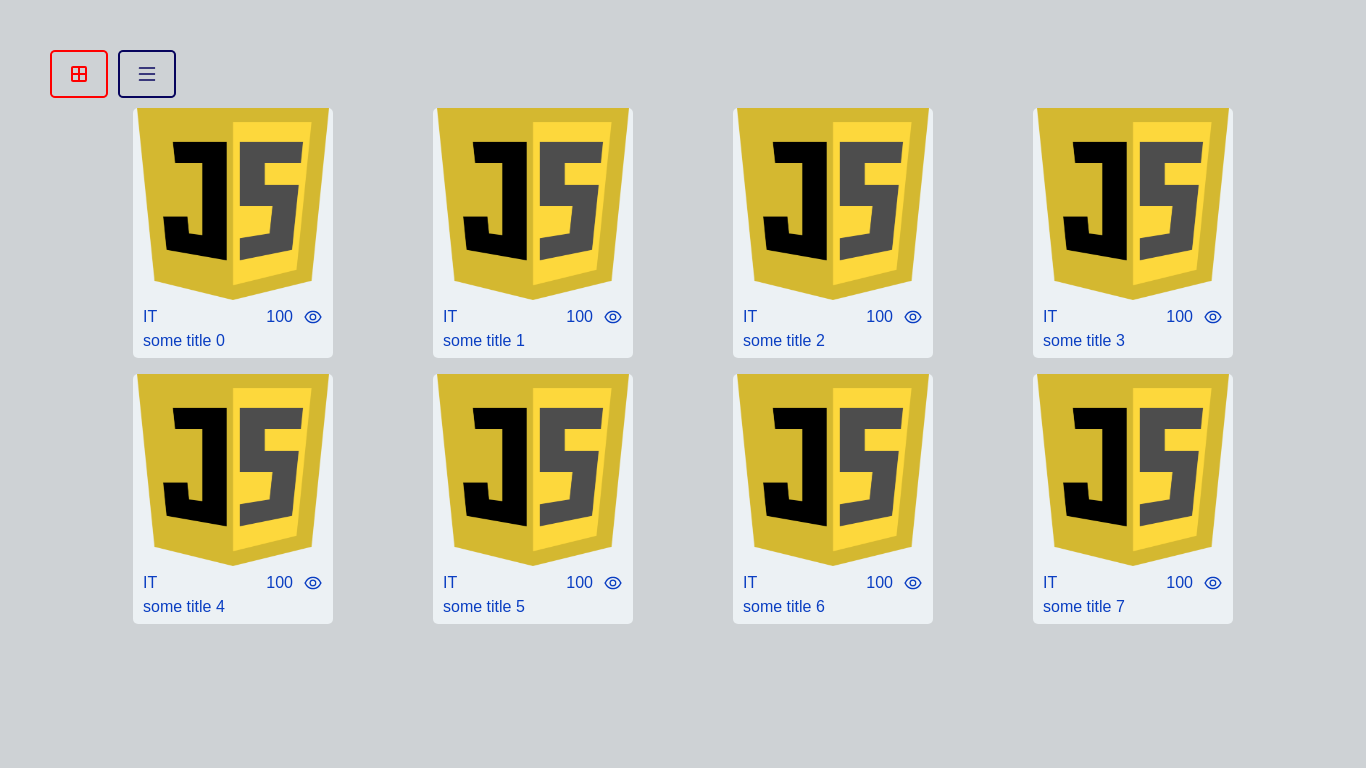 JS
JS
JS
JS
IT 100
IT 100
IT 100
IT 100
some title 0
some title 1
some title 2
some title 3
JS
JS
JS
JS
IT 100
IT 100
IT 100
IT 100
some title 4
some title 5
some title 6
some title 7